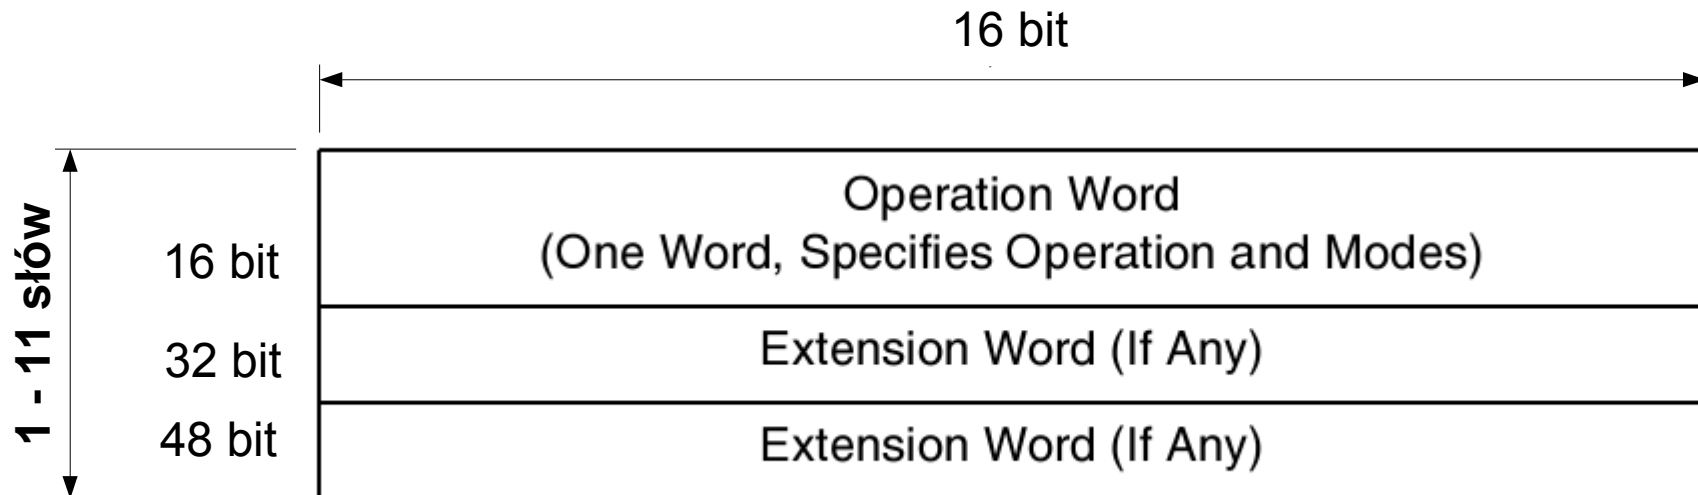 16 bit
Operation Word
(One Word, Specifies Operation and Modes)
16 bit
Extension Word (If Any)
32 bit
Extension Word (If Any)
48 bit
1 - 11 słów